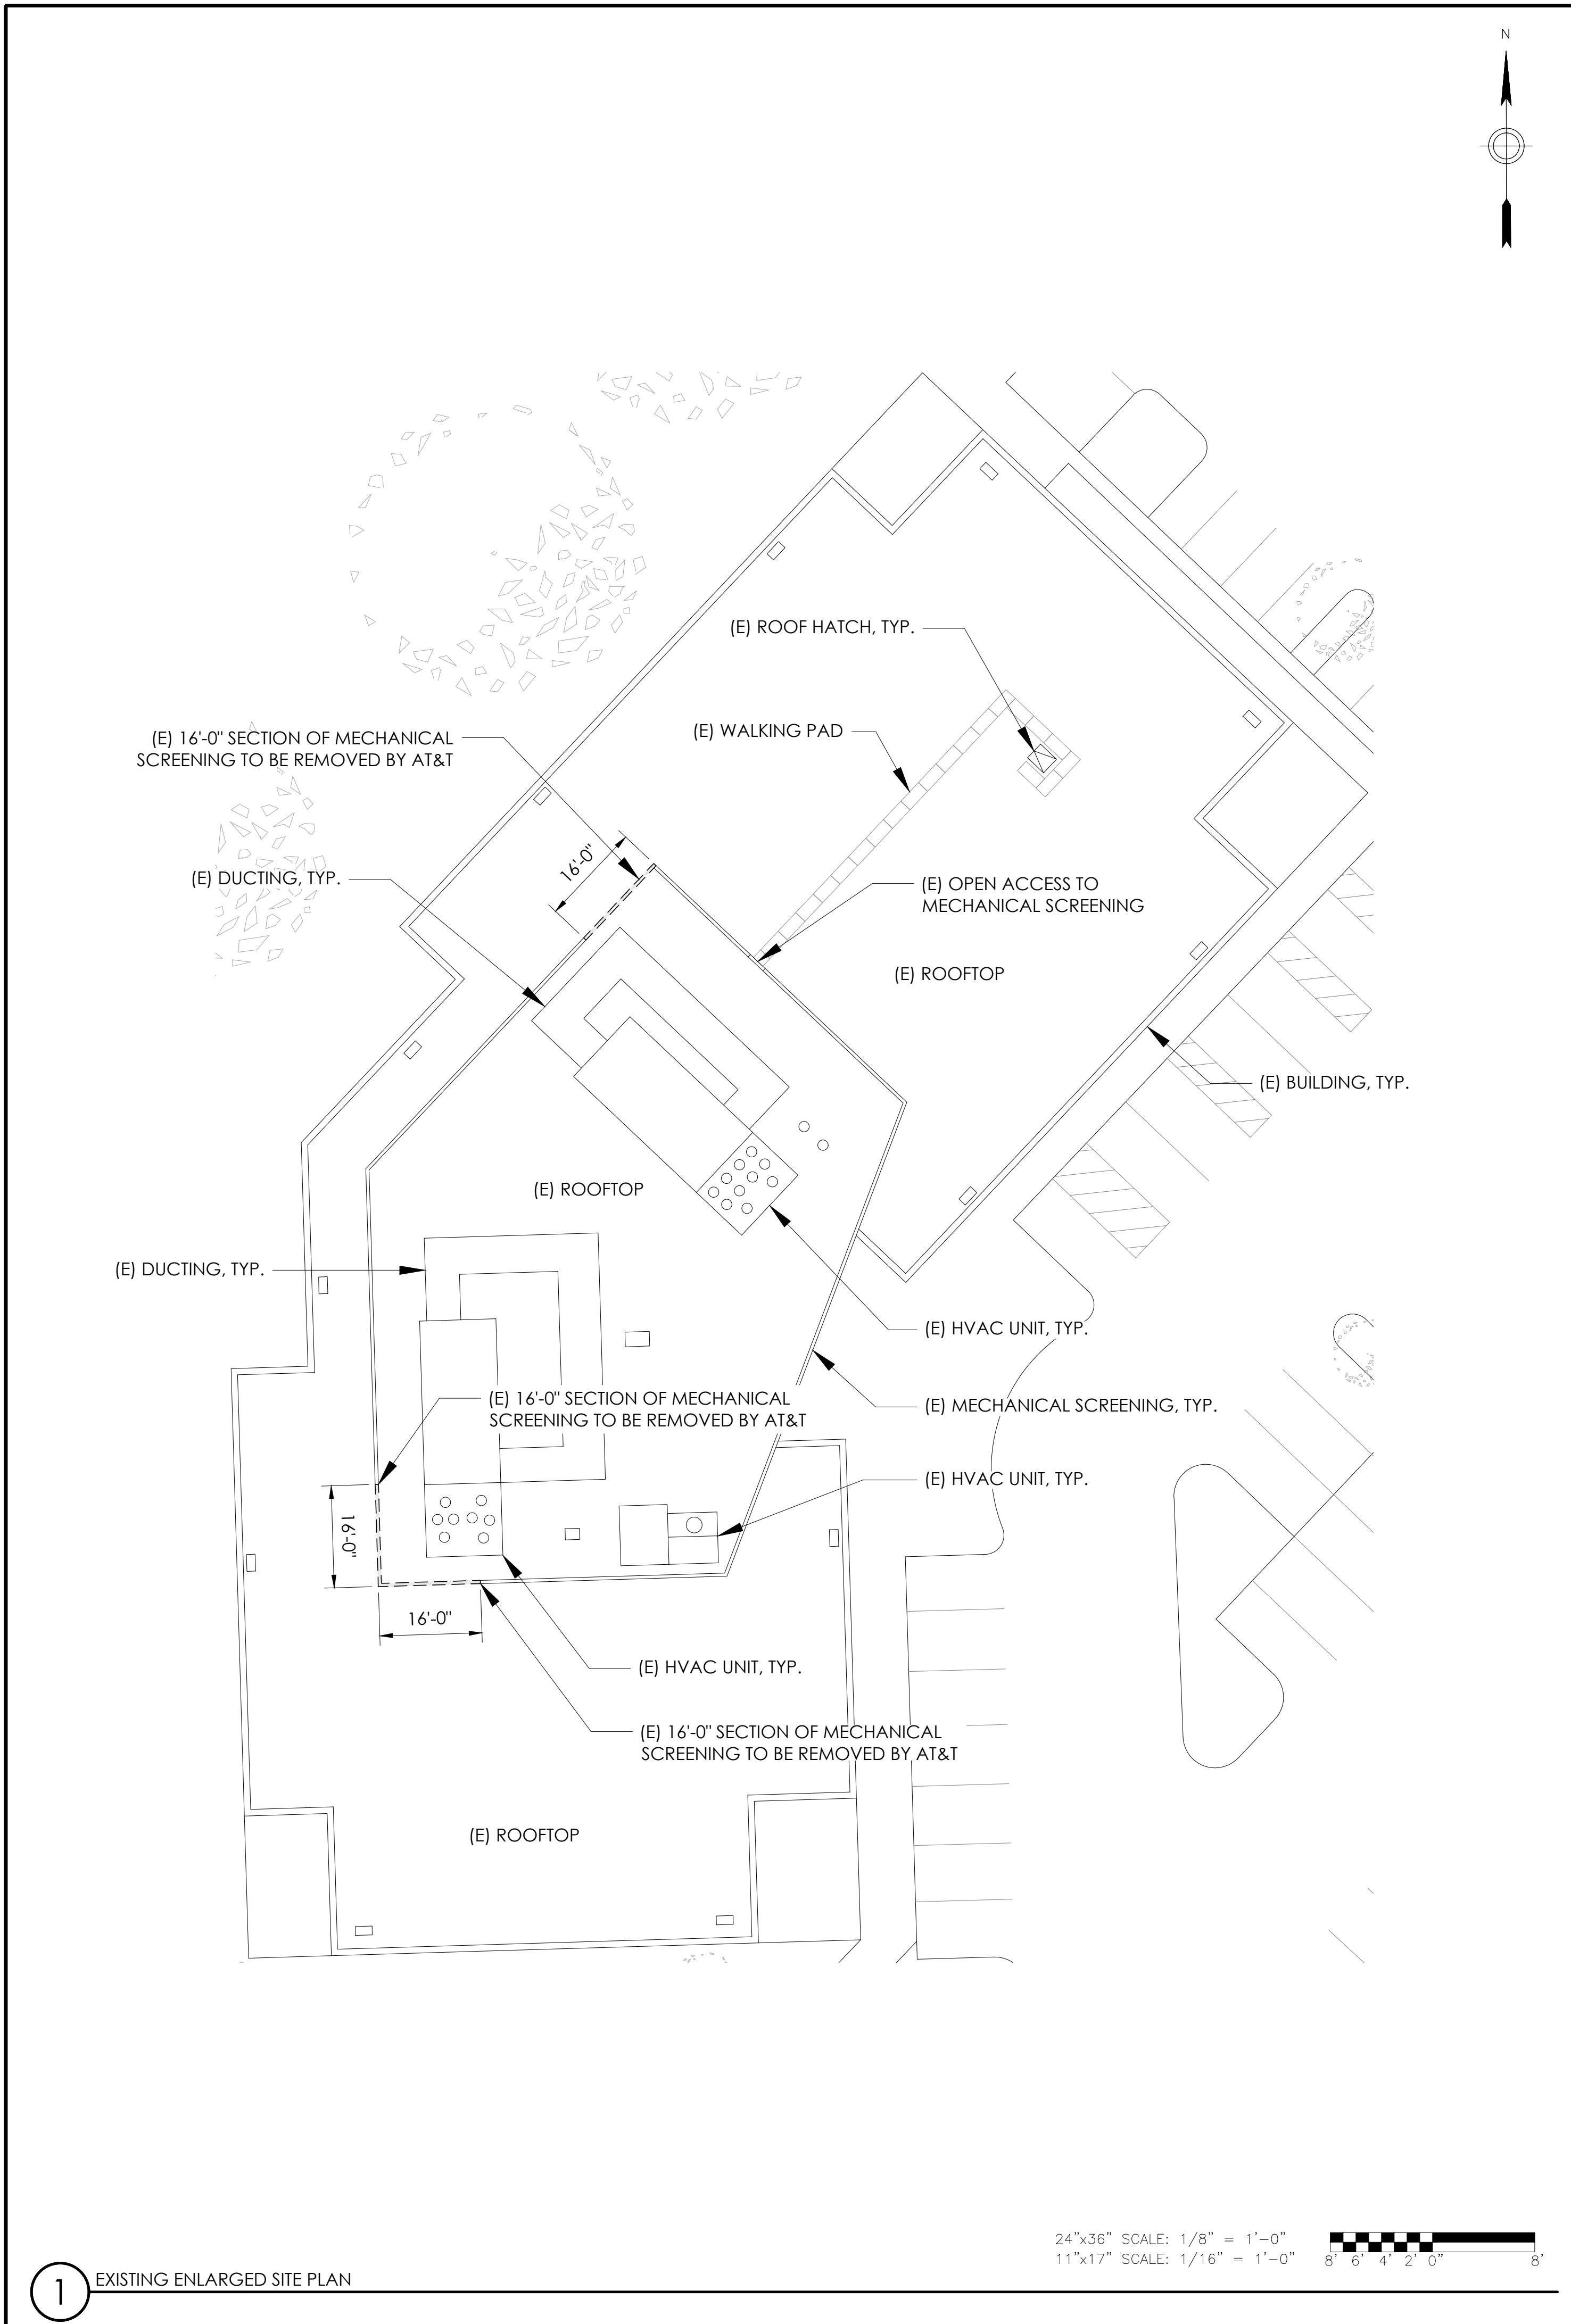 N
(E) ROOF HATCH, TYP.
(E) WALKING PAD
(E) 16'-0" SECTION OF MECHANICAL
SCREENING TO BE REMOVED BY AT&T
16'-0"
(E) DUCTING, TYP.
(E) OPEN ACCESS TO
MECHANICAL SCREENING
(E) ROOFTOP
(E) BUILDING, TYP.
(E) ROOFTOP
(E) DUCTING, TYP.
(E) HVAC UNIT, TYP.
(E) 16'-0" SECTION OF MECHANICAL
SCREENING TO BE REMOVED BY AT&T
(E) MECHANICAL SCREENING, TYP.
(E) HVAC UNIT, TYP.
16'-0"
16'-0"
(E) HVAC UNIT, TYP.
(E) 16'-0" SECTION OF MECHANICAL
SCREENING TO BE REMOVED BY AT&T
(E) ROOFTOP
24"x36" SCALE: 1/8" = 1'-0"
11"x17" SCALE: 1/16" = 1'-0"
8' 6' 4' 2' 0" 8'
1 EXISTING ENLARGED SITE PLAN